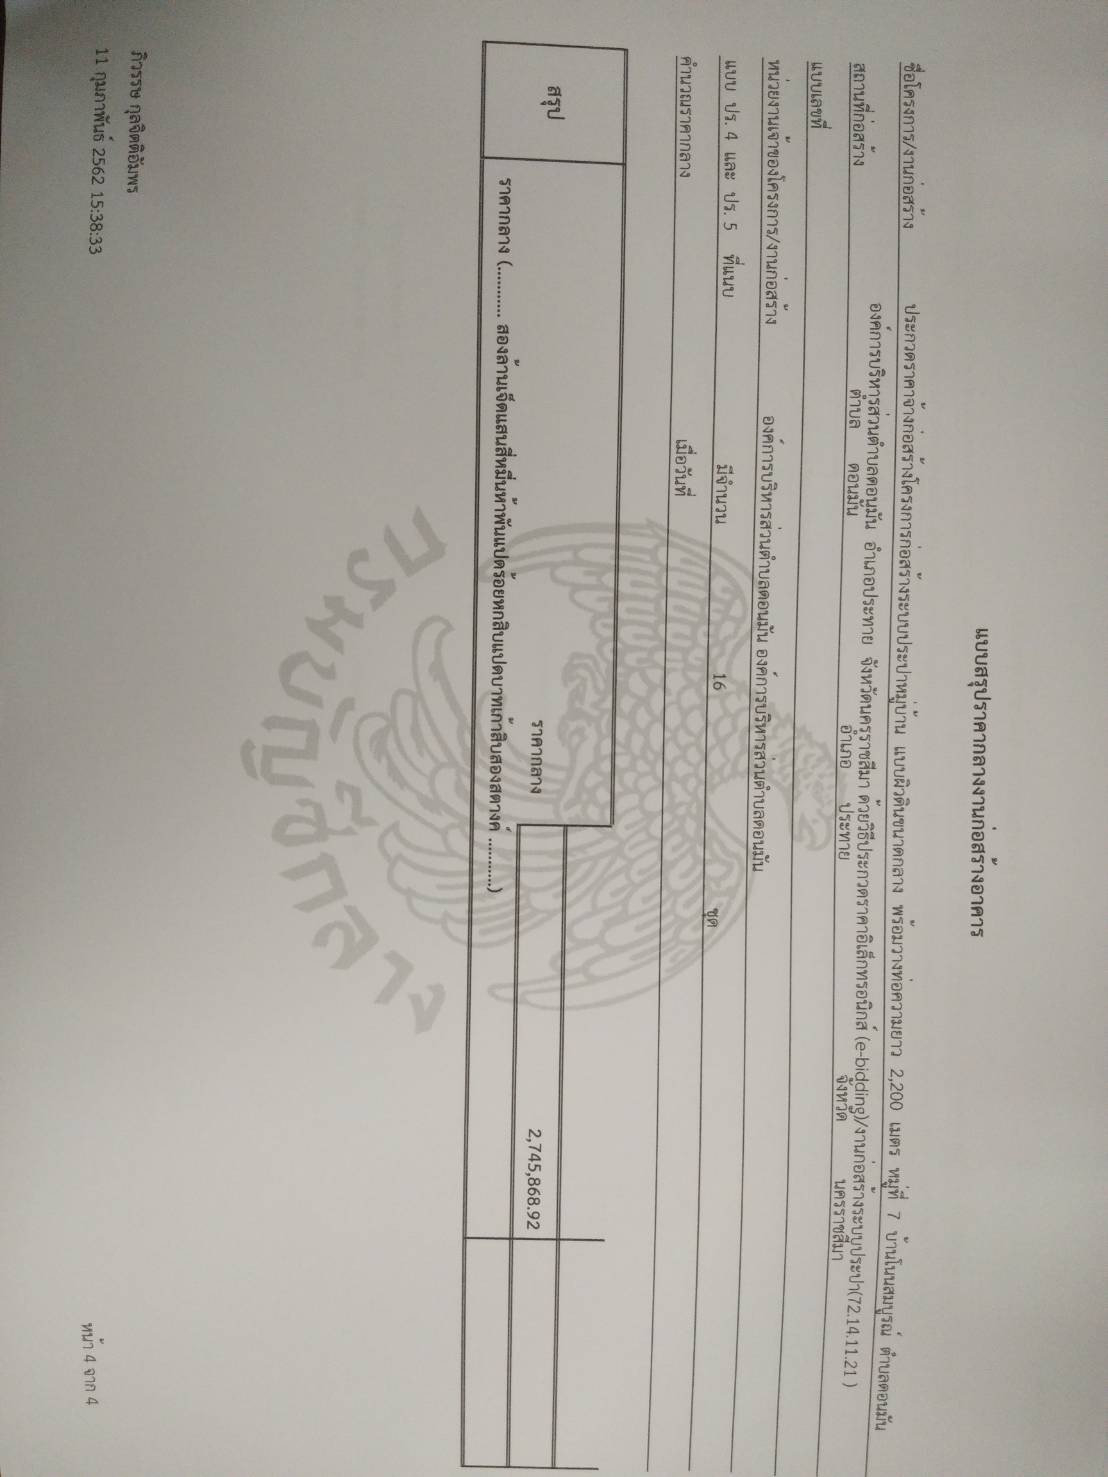 แบบสรุปราคากลางงานก่อสร้างอาคาร
ชื่อโครงการ/งานก่อสร้าง ประกวดราคาจ้างก่อสร้างโครงการก่อสร้างระบบประปาหมู่บ้าน แบบผิวดินขนาดกลาง พร้อมวางท่อความยาว 2,200 เมตร หมู่ที่ 7 บ้านโนนสมบูรณ์ ตำบลดอนมัน
องค์การบริหารส่วนตำบลดอนมัน อำเภอประทาย จังหวัดนครราชสีมา ด้วยวิธีประกวดราคาอิเล็กทรอนิกส์ (e-bidding)/งานก่อสร้างระบบประปา(72.14.11.21 )
สถานที่ก่อสร้าง ตำบล ดอนมัน อำเภอ ประทาย จังหวัด นครราชสีมา
แบบเลขที่
หน่วยงานเจ้าของโครงการ/งานก่อสร้าง องค์การบริหารส่วนตำบลดอนมัน องค์การบริหารส่วนตำบลดอนมัน
แบบ ปร. 4 และ ปร. 5 ที่แนบ มีจำนวน 16 ชุด
คำนวณราคากลาง เมื่อวันที่
สรุป ราคากลาง 2,745,868.92
ราคากลาง (........... สองล้านเจ็ดแสนสี่หมื่นห้าพันแปดร้อยหกสิบแปดบาทเก้าสิบสองสตางค์ ...........)
กรมบัญชีกลาง
ภิวรรษ กุลจิตติอัมพร
11 กุมภาพันธ์ 2562 15:38:33
หน้า 4 จาก 4